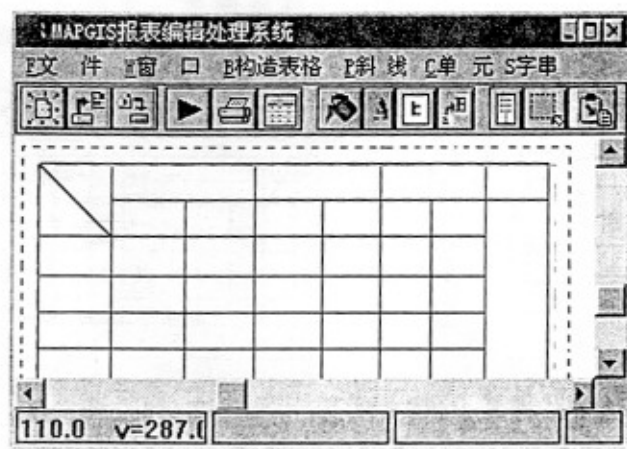 MAPGIS报表编辑处理系统
F文 件 W窗 口 B构造表格 P斜 线 C单 元 S字串
110.0 v=287.(